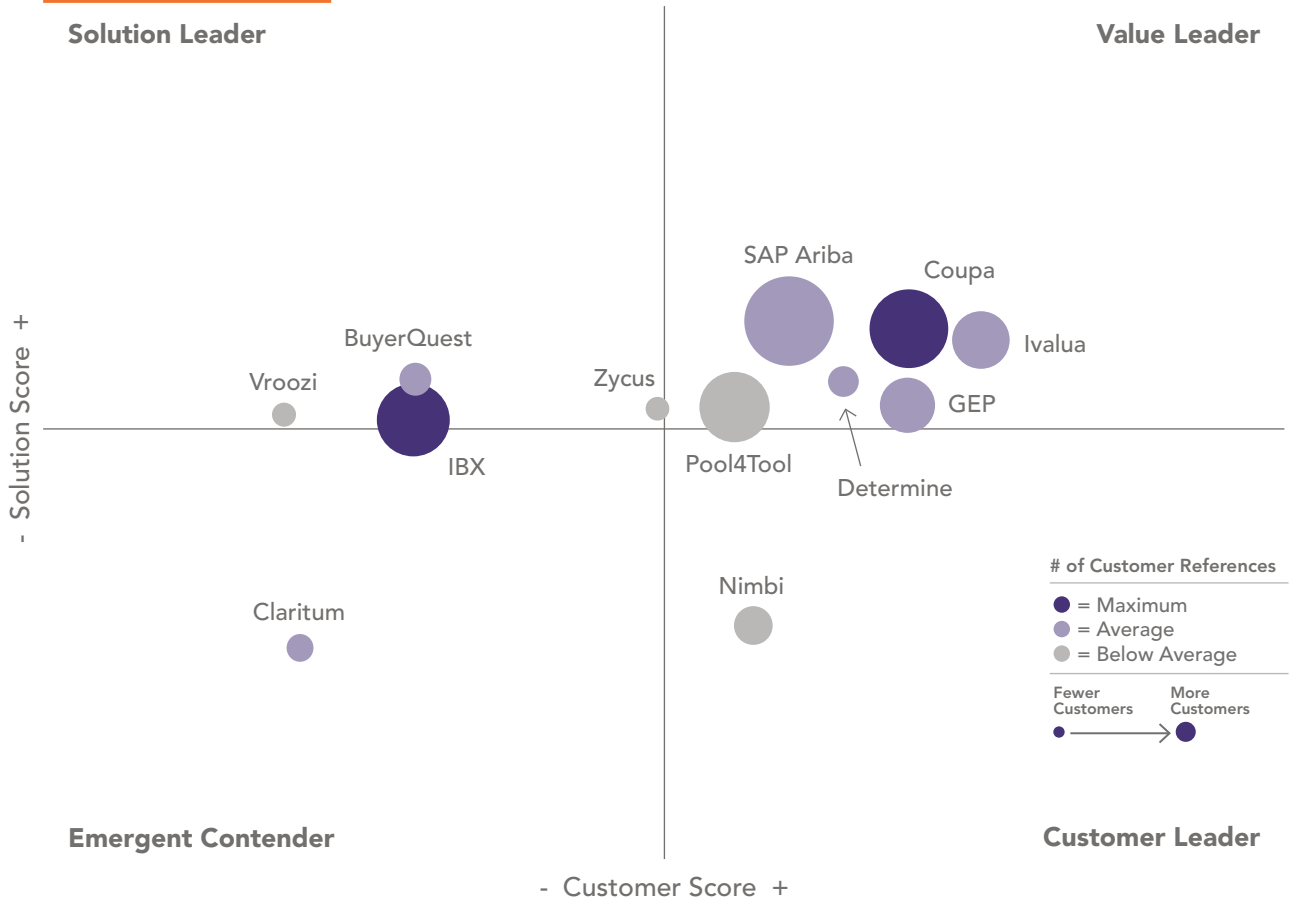 Solution Leader
Value Leader
SAP Ariba
Coupa
BuyerQuest
Ivalua
Vroozi
Zycus
GEP
IBX
Pool4Tool
Determine
- Solution Score +
Nimbi
Claritum
# of Customer References
= Maximum
= Average
= Below Average
Fewer
Customers
More
Customers
Emergent Contender
Customer Leader
- Customer Score +